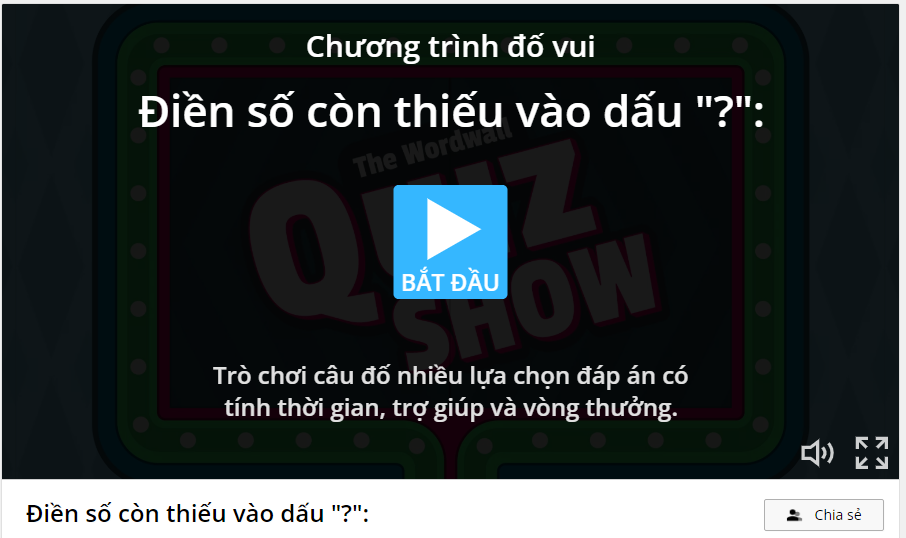 Chương trình đố vui
Điền số còn thiếu vào dấu "?":
The Wordwall
QUIZ
SHOW
BẮT ĐẦU
Trò chơi câu đố nhiều lựa chọn đáp án có
tính thời gian, trợ giúp và vòng thưởng.
Điền số còn thiếu vào dấu "?":
Chia sẻ